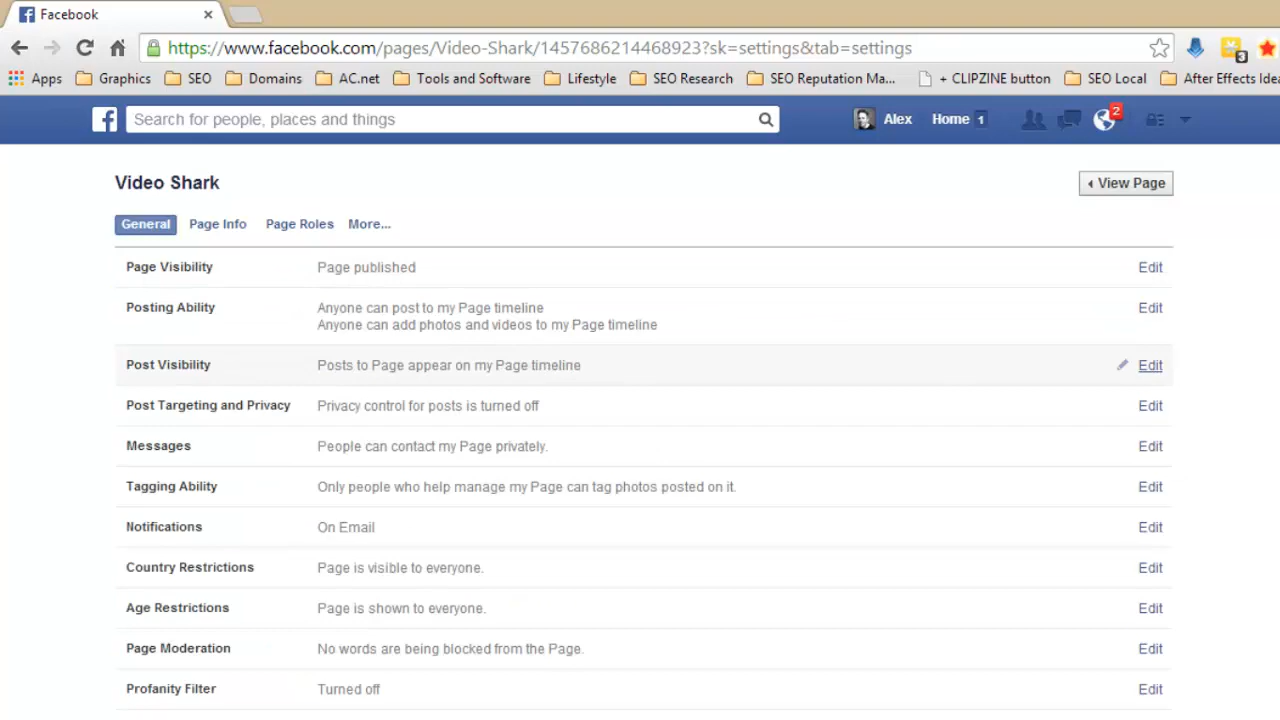 Facebook
https://www.facebook.com/pages/Video-Shark/1457686214468923?sk=settings&tab=settings
3
Apps Graphics SEO Domains AC.net Tools and Software Lifestyle SEO Research SEO Reputation Ma... + CLIPZINE button SEO Local After Effects Idea
f Search for people, places and things Alex Home 1 2
Video Shark View Page
General Page Info Page Roles More...
Page Visibility Page published Edit
Posting Ability Anyone can post to my Page timeline Edit
Anyone can add photos and videos to my Page timeline
Post Visibility Posts to Page appear on my Page timeline Edit
Post Targeting and Privacy Privacy control for posts is turned off Edit
Messages People can contact my Page privately. Edit
Tagging Ability Only people who help manage my Page can tag photos posted on it. Edit
Notifications On Email Edit
Country Restrictions Page is visible to everyone. Edit
Age Restrictions Page is shown to everyone. Edit
Page Moderation No words are being blocked from the Page. Edit
Profanity Filter Turned off Edit